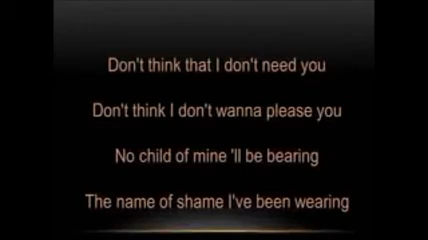 Don't think that I don't need you
Don't think I don't wanna please you
No child of mine 'll be bearing
The name of shame I've been wearing